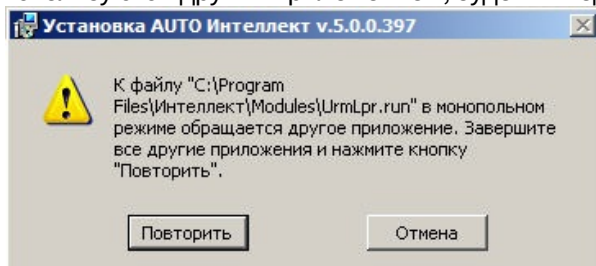 Установка AUTO Интеллект v.5.0.0.397
К файлу "C:\Program
Files\Интеллект\Modules\UrmLpr.run" в монопольном
режиме обращается другое приложение. Завершите
все другие приложения и нажмите кнопку
"Повторить".
Повторить Отмена